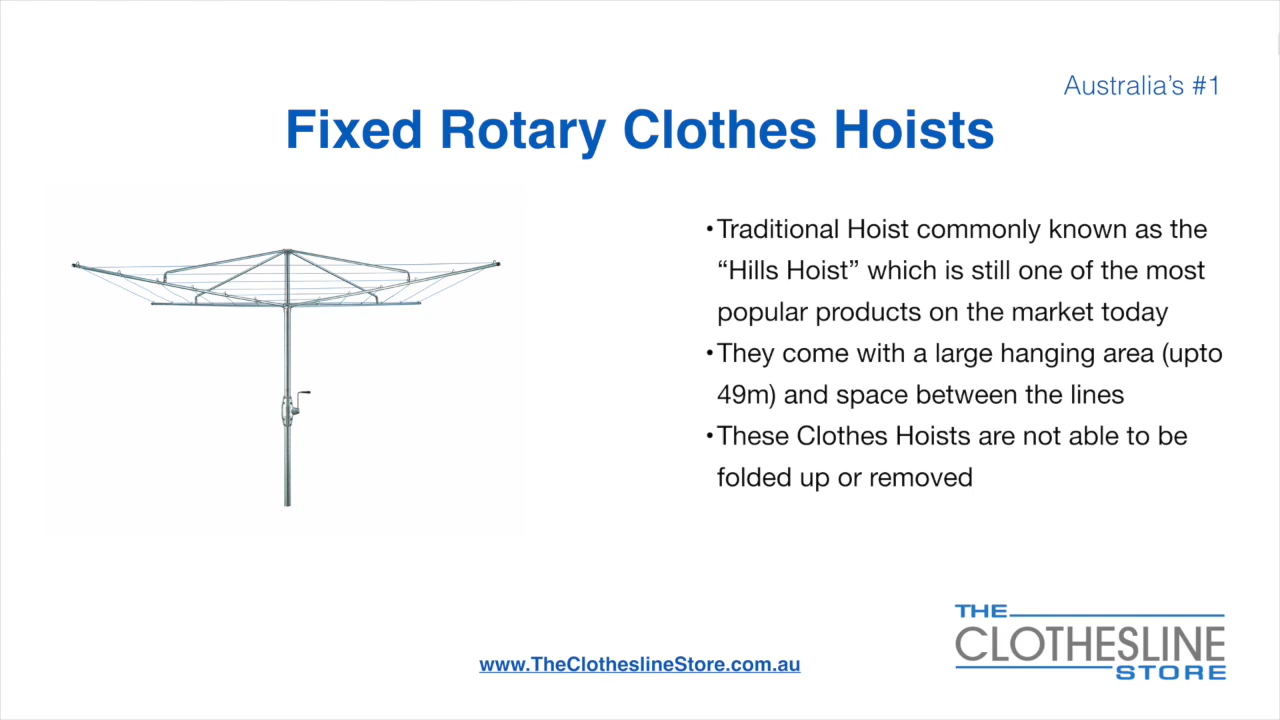 Australia's #1
Fixed Rotary Clothes Hoists
•Traditional Hoist commonly known as the
“Hills Hoist” which is still one of the most
popular products on the market today
•They come with a large hanging area (upto
49m) and space between the lines
•These Clothes Hoists are not able to be
folded up or removed
THE
CLOTHESLINE
STORE
www.TheClotheslineStore.com.au